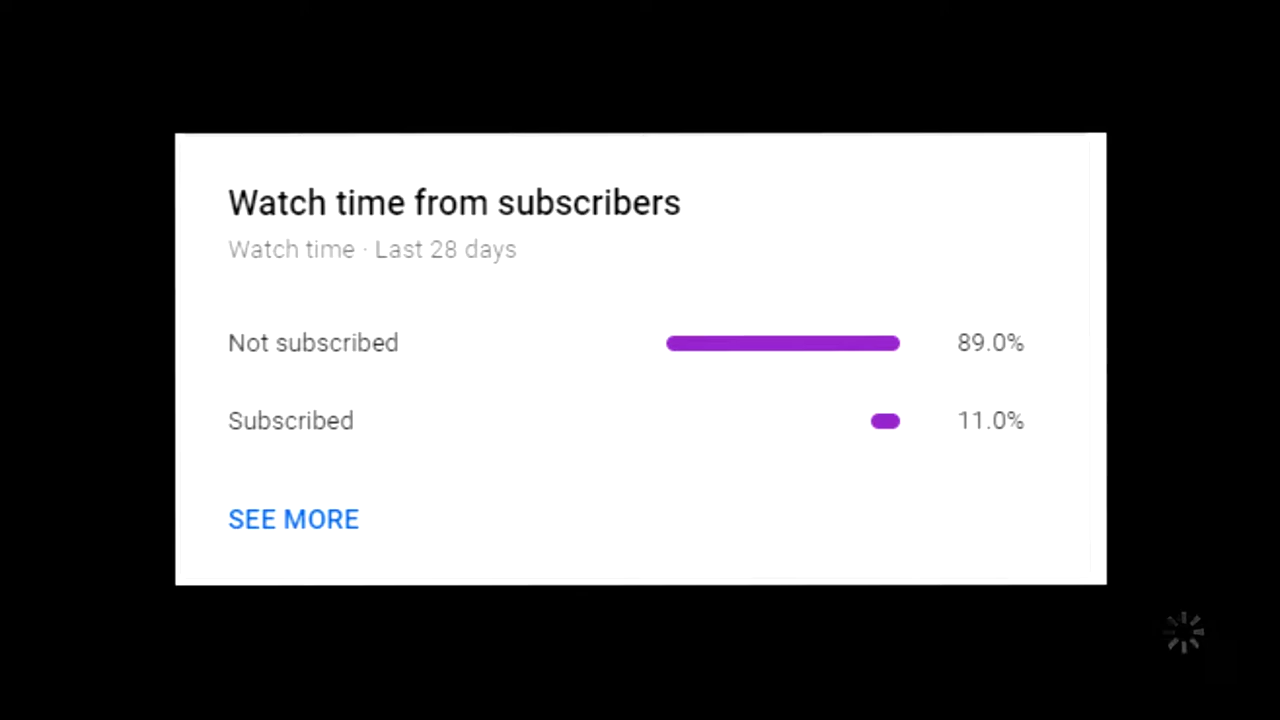 Watch time from subscribers
Watch time · Last 28 days
Not subscribed 89.0%
Subscribed 11.0%
SEE MORE